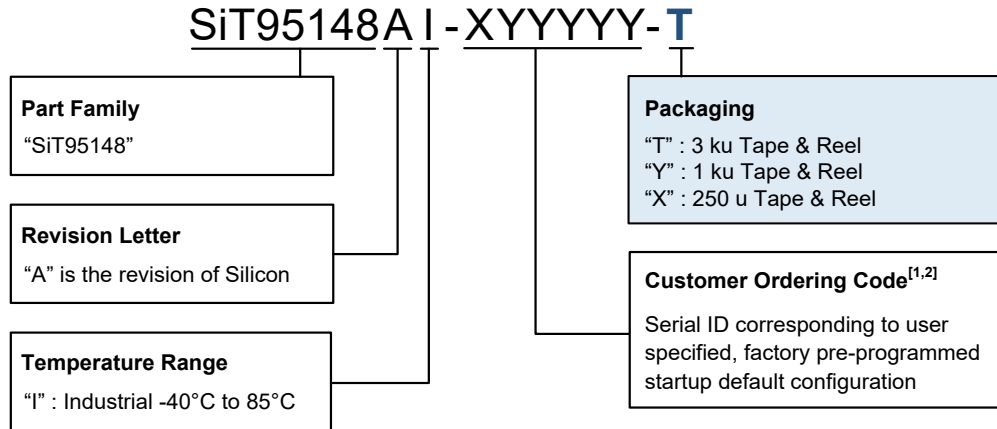 SiT95148AI-XYYYYY-T
Part Family
“SiT95148”
Revision Letter
“A” is the revision of Silicon
Temperature Range
“I” : Industrial -40°C to 85°C
Packaging
“T” : 3 ku Tape & Reel
“Y” : 1 ku Tape & Reel
“X” : 250 u Tape & Reel
Customer Ordering Code[1,2]
Serial ID corresponding to user
specified, factory pre-programmed
startup default configuration